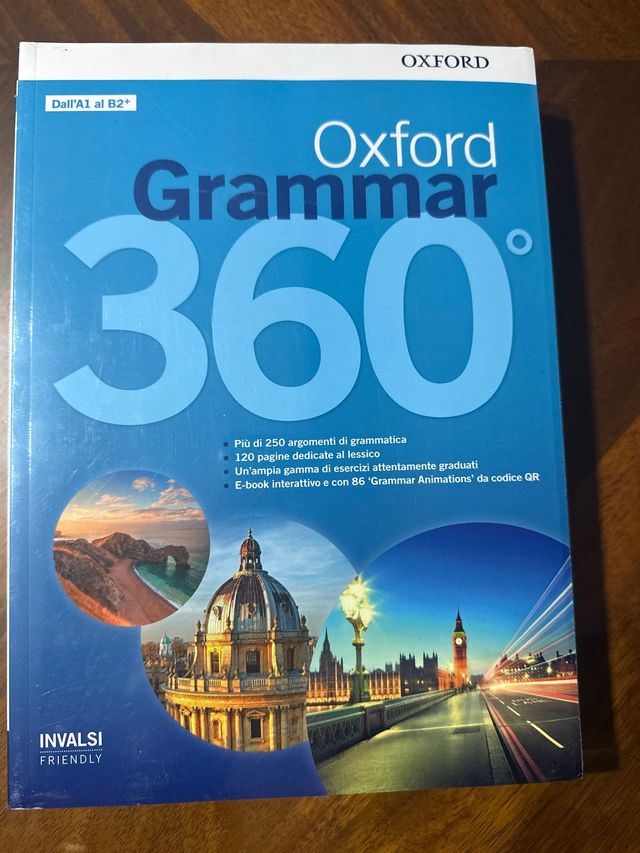 OXFORD
Dall'A1 al B2+
Oxford
Grammar
360°
• Più di 250 argomenti di grammatica
• 120 pagine dedicate al lessico
• Un'ampia gamma di esercizi attentamente graduati
• E-book interattivo e con 86 'Grammar Animations' da codice QR
INVALSI
FRIENDLY